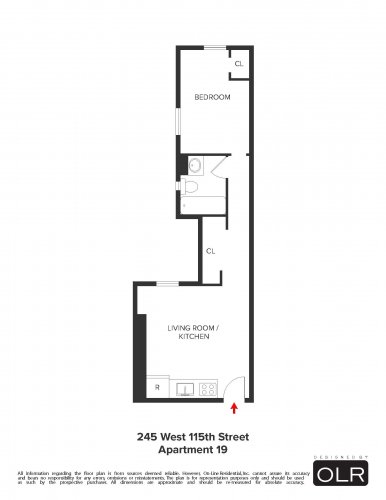 CL
BEDROOM
CL
LIVING ROOM /
KITCHEN
R
245 West 115th Street
Apartment 19
All information regarding the floor plan is from sources deemed reliable. However, On-Line Residential, Inc. cannot assure its accuracy
and bears no responsibility for any errors, omissions or misstatements. The plan is for representation purposes only and should be used
as such by the prospective purchaser. All dimensions are approximate and should be re-measured for absolute accuracy.
DESIGNED BY
OLR